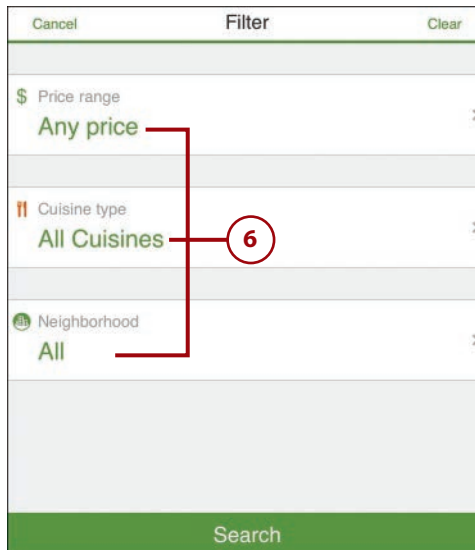 Cancel Filter Clear
$ Price range
Any price
Cuisine type
All Cuisines
6
Neighborhood
All
Search